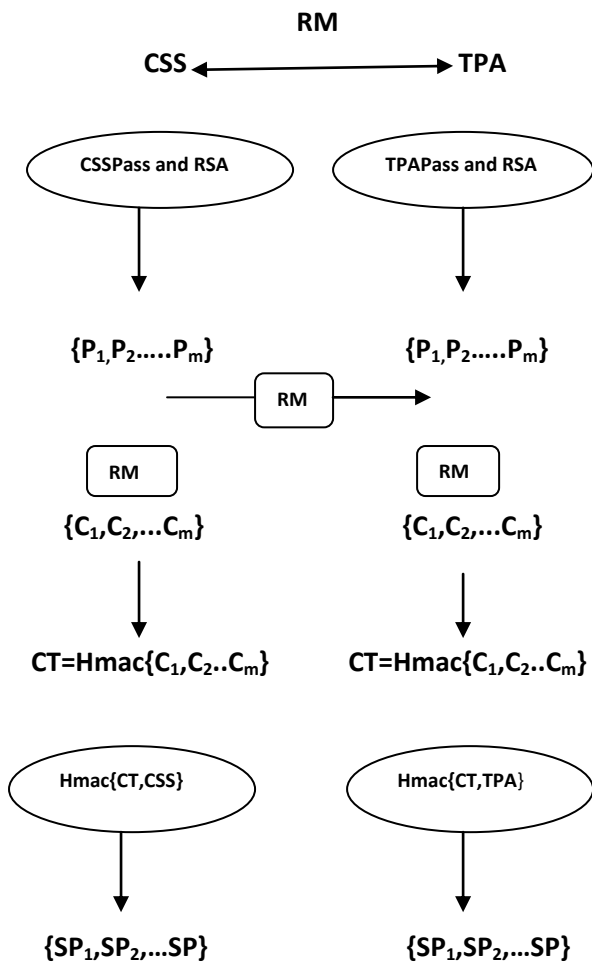 RM
CSS TPA
CSSPass and RSA TPAPass and RSA
{P₁,P₂.....Pₘ} {P₁,P₂.....Pₘ}
RM
RM RM
{C₁,C₂,...Cₘ} {C₁,C₂,...Cₘ}
CT=Hmac{C₁,C₂..Cₘ} CT=Hmac{C₁,C₂..Cₘ}
Hmac{CT,CSS} Hmac{CT,TPA}
{SP₁,SP₂,...SP} {SP₁,SP₂,...SP}